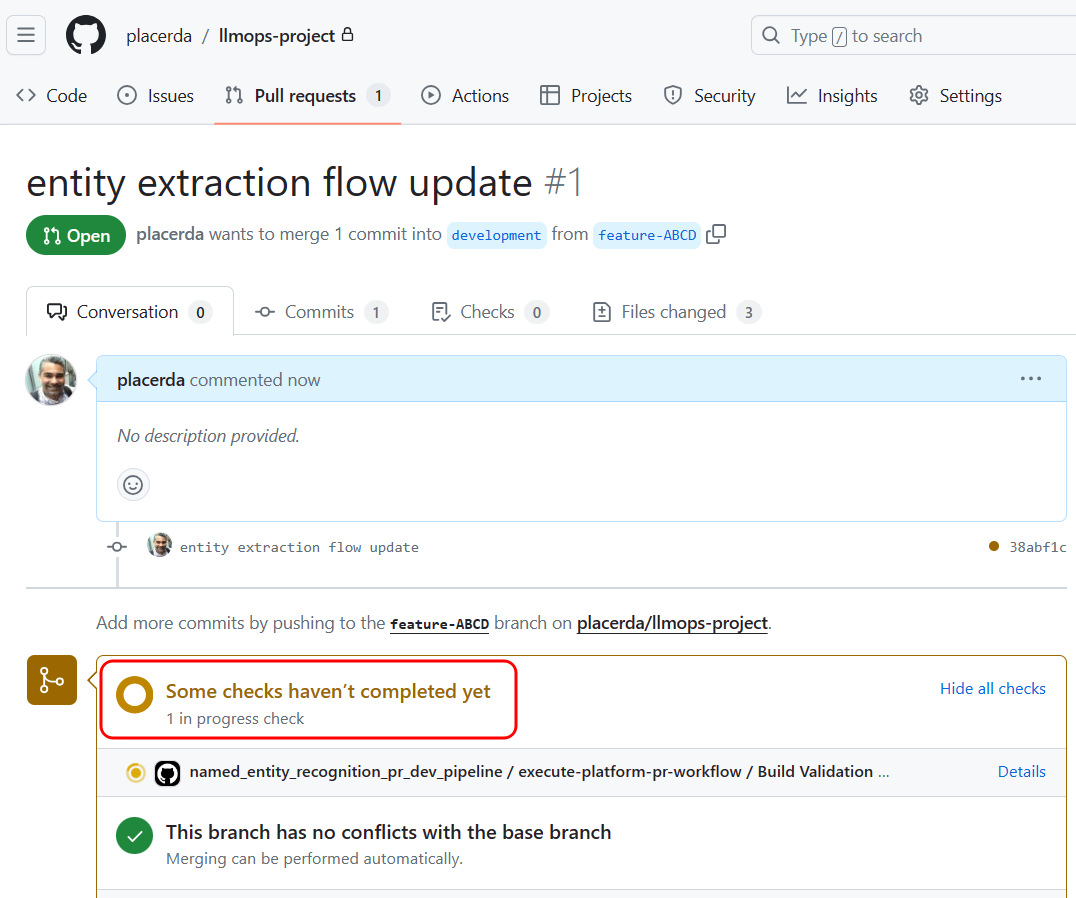 placerda / llmops-project
Type / to search
Code Issues Pull requests 1 Actions Projects Security Insights Settings
entity extraction flow update #1
Open placerda wants to merge 1 commit into development from feature-ABCD
Conversation 0 Commits 1 Checks 0 Files changed 3
placerda commented now
No description provided.
entity extraction flow update 38abf1c
Add more commits by pushing to the feature-ABCD branch on placerda/llmops-project.
Some checks haven't completed yet Hide all checks
1 in progress check
named_entity_recognition_pr_dev_pipeline / execute-platform-pr-workflow / Build Validation ... Details
This branch has no conflicts with the base branch
Merging can be performed automatically.